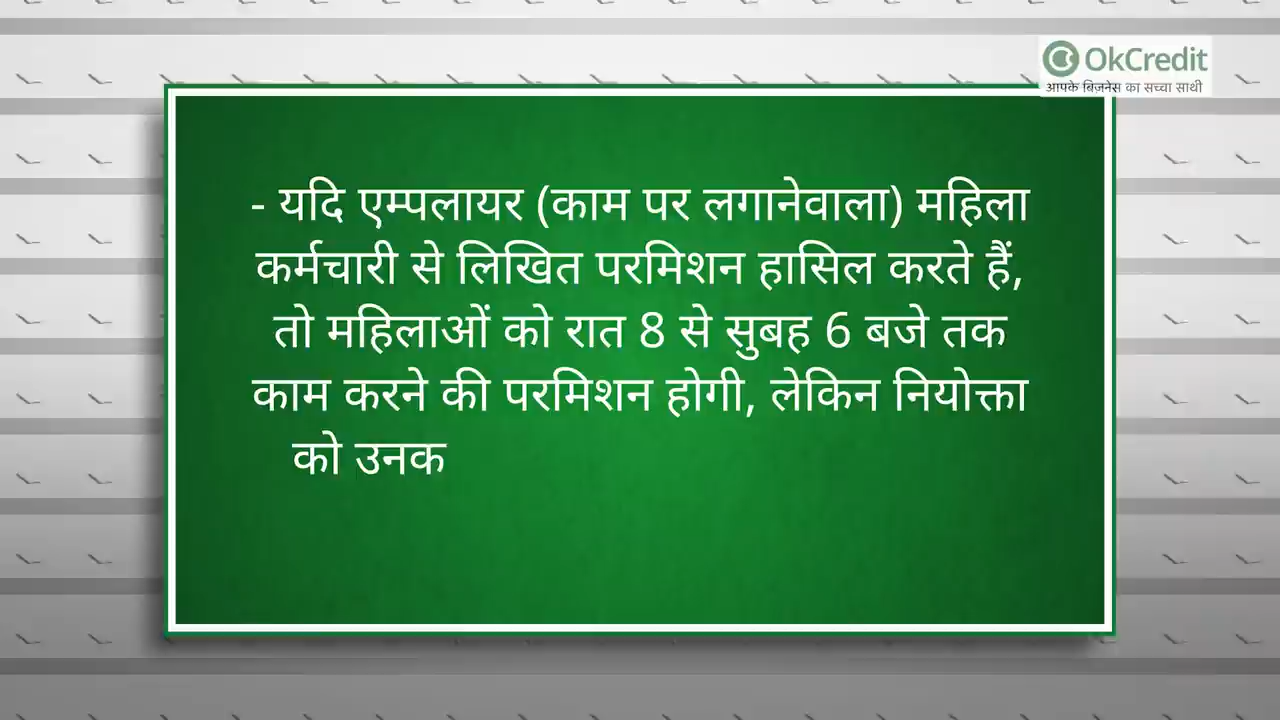 OkCredit
आपके बिज़नेस का सच्चा साथी
- यदि एम्पलायर (काम पर लगानेवाला) महिला
कर्मचारी से लिखित परमिशन हासिल करते हैं,
तो महिलाओं को रात 8 से सुबह 6 बजे तक
काम करने की परमिशन होगी, लेकिन नियोक्ता
को उनक